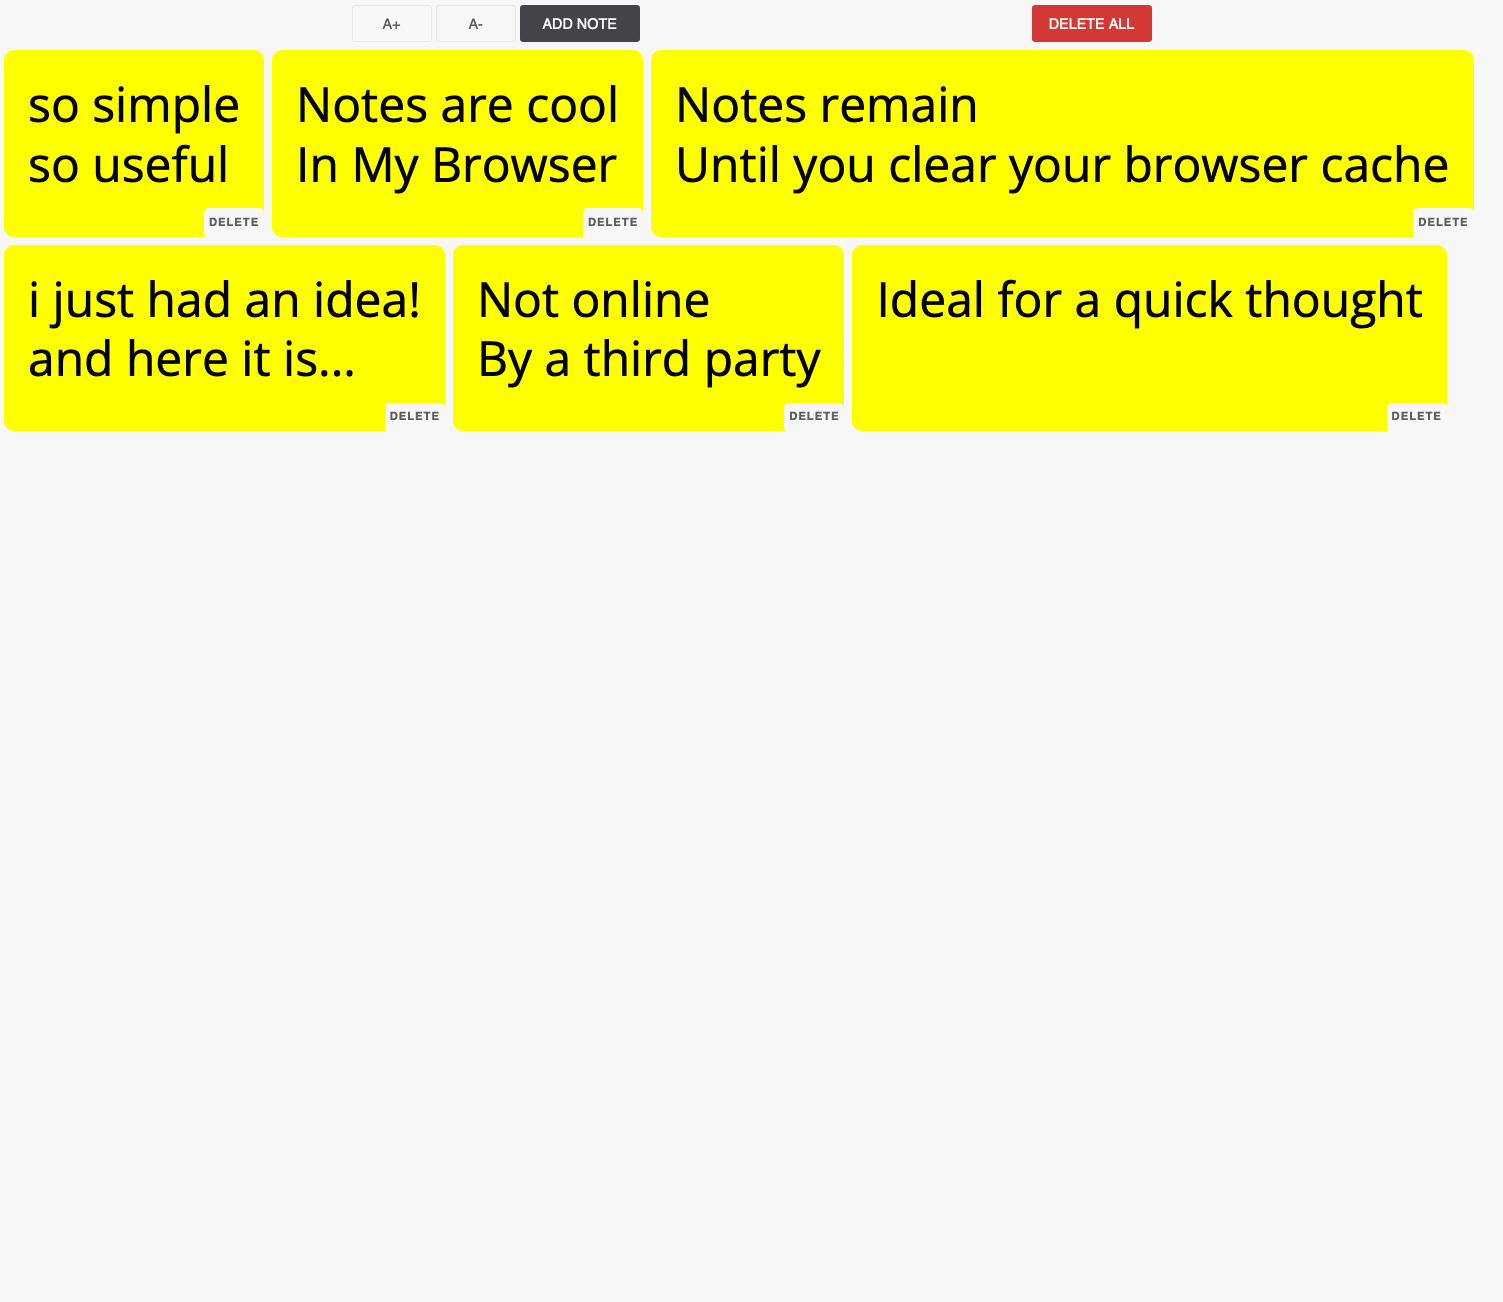 A+ A- ADD NOTE DELETE ALL
so simple
so useful
DELETE
Notes are cool
In My Browser
DELETE
Notes remain
Until you clear your browser cache
DELETE
i just had an idea!
and here it is...
DELETE
Not online
By a third party
DELETE
Ideal for a quick thought
DELETE